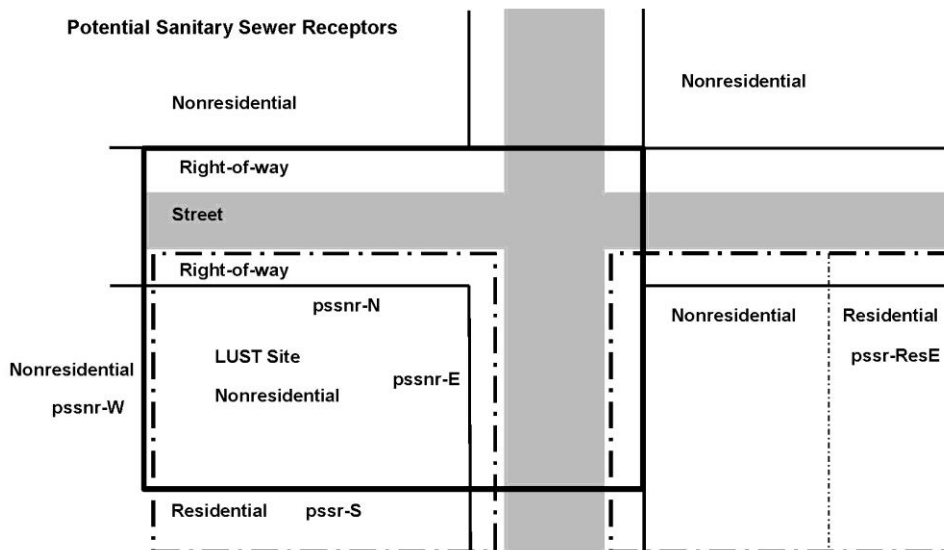 Potential Sanitary Sewer Receptors
Nonresidential
Nonresidential
Right-of-way
Street
Right-of-way
pssnr-N
Nonresidential
Residential
LUST Site
pssr-ResE
Nonresidential
pssnr-E
Nonresidential
pssnr-W
Residential pssr-S